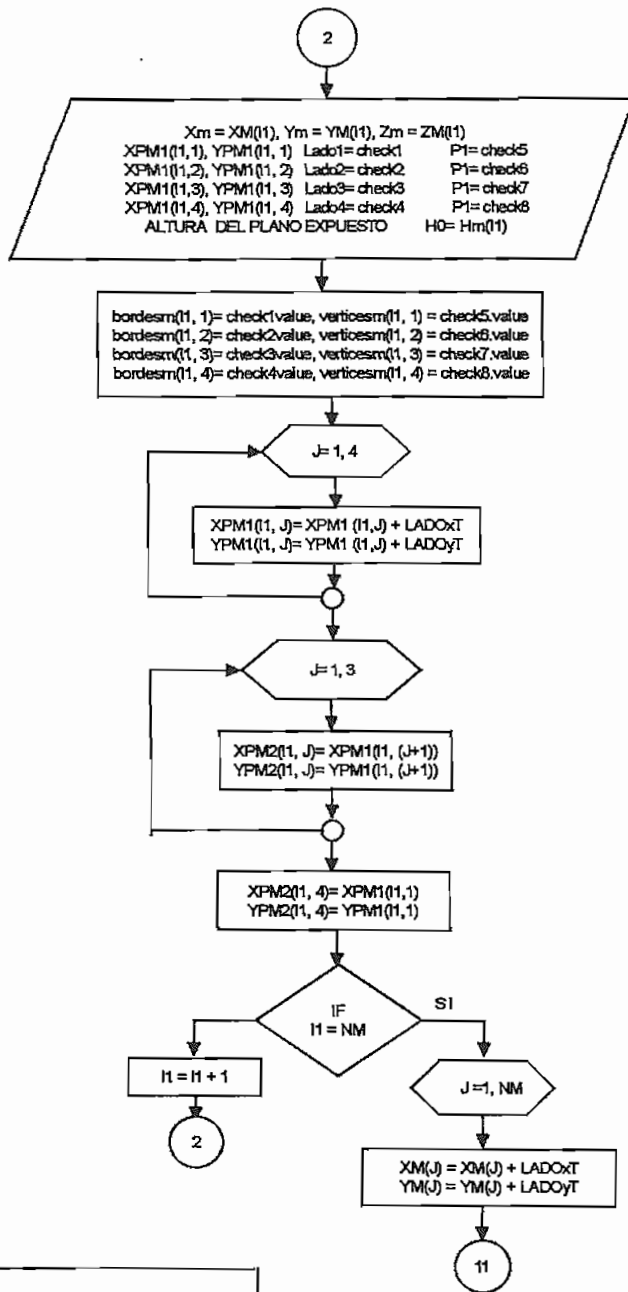 2
Xm = XM(I1), Ym = YM(I1), Zm = ZM(I1)
XPM1(I1,1), YPM1(I1, 1) Lado1= check1 P1= check5
XPM1(I1,2), YPM1(I1, 2) Lado2= check2 P1= check6
XPM1(I1,3), YPM1(I1, 3) Lado3= check3 P1= check7
XPM1(I1,4), YPM1(I1, 4) Lado4= check4 P1= check8
ALTURA DEL PLANO EXPUESTO H0= Hm(I1)
bordesm(I1, 1)= check1value, verticesm(I1, 1) = check5.value
bordesm(I1, 2)= check2value, verticesm(I1, 2) = check6.value
bordesm(I1, 3)= check3value, verticesm(I1, 3) = check7.value
bordesm(I1, 4)= check4value, verticesm(I1, 4) = check8.value
J= 1, 4
XPM1(I1, J)= XPM1 (I1,J) + LADOxT
YPM1(I1, J)= YPM1 (I1,J) + LADOyT
J= 1, 3
XPM2(I1, J)= XPM1(I1, (J+1))
YPM2(I1, J)= YPM1(I1, (J+1))
XPM2(I1, 4)= XPM1(I1,1)
YPM2(I1, 4)= YPM1(I1,1)
IF
I1 = NM
SI
I1 = I1 + 1
2
J=1, NM
XM(J) = XM(J) + LADOxT
YM(J) = YM(J) + LADOyT
11